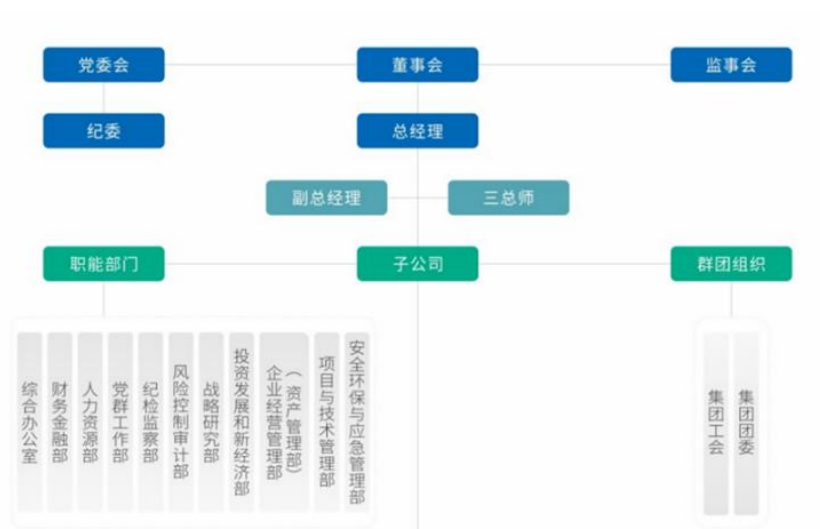 党委会
董事会
监事会
纪委
总经理
副总经理
三总师
职能部门
子公司
群团组织
综合办公室
财务金融部
人力资源部
党群工作部
纪检监察部
风险控制审计部
战略研究部
投资发展和新经济部
企业经营管理部
（资产管理部）
项目与技术管理部
安全环保与应急管理部
集团工会
集团团委